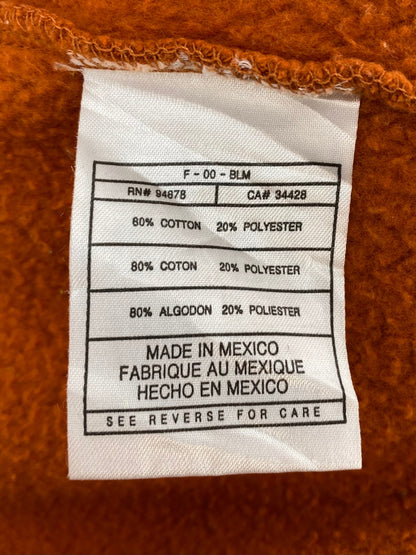 F - 00 - BLM
RN# 94878 CA# 34428
80% COTTON 20% POLYESTER
80% COTON 20% POLYESTER
80% ALGODON 20% POLIESTER
MADE IN MEXICO
FABRIQUE AU MEXIQUE
HECHO EN MEXICO
SEE REVERSE FOR CARE